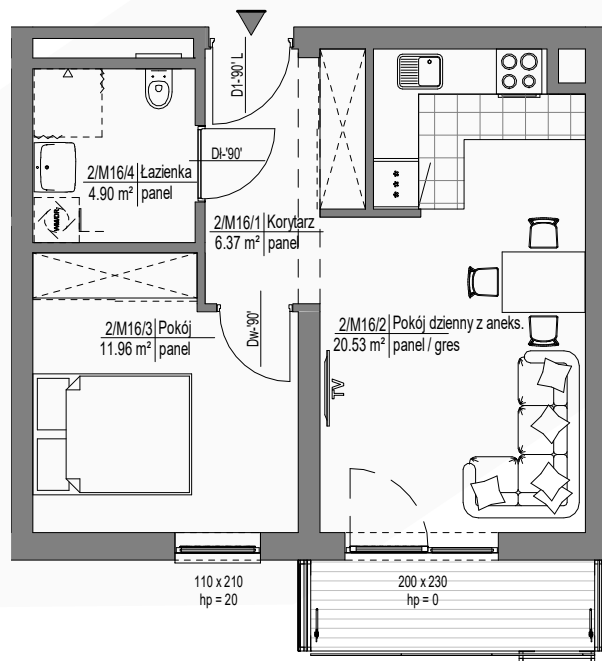 D1-'90' L
Dł-'90'
2/M16/4 Łazienka
4.90 m² panel
2/M16/1 Korytarz
6.37 m² panel
2/M16/3 Pokój
11.96 m² panel
Dw-'90'
2/M16/2 Pokój dzienny z aneks.
20.53 m² panel / gres
TV
110 x 210
hp = 20
200 x 230
hp = 0